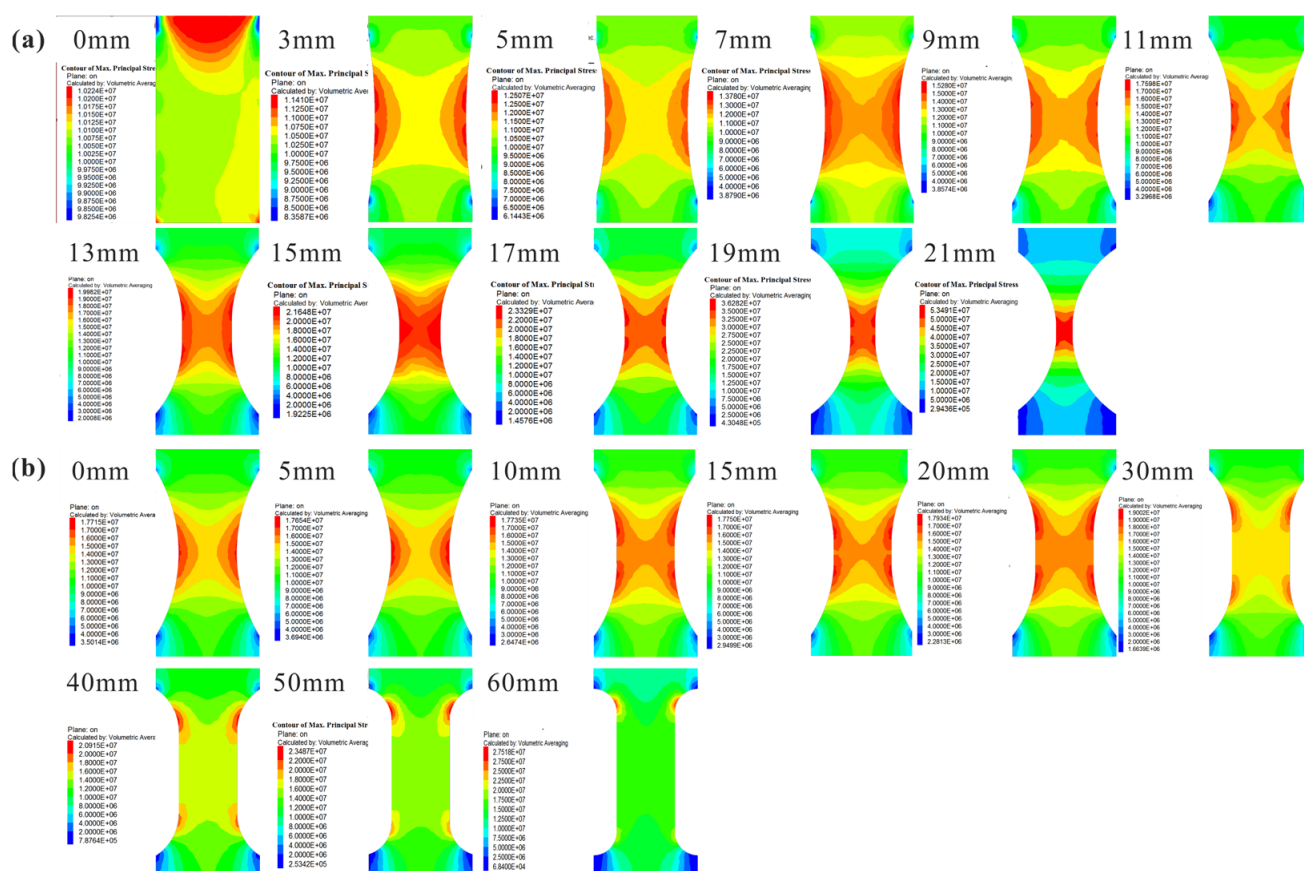 (a)
0mm
Contour of Max. Principal Stress
Plane: on
Calculated by: Volumetric Averaging
1.0224E+07
1.0200E+07
1.0175E+07
1.0150E+07
1.0125E+07
1.0100E+07
1.0075E+07
1.0050E+07
1.0025E+07
1.0000E+07
9.9750E+06
9.9500E+06
9.9250E+06
9.9000E+06
9.8750E+06
9.8500E+06
9.8254E+06
3mm
Contour of Max. Principal S
Plane: on
Calculated by: Volumetric Ave
1.1410E+07
1.1250E+07
1.1000E+07
1.0750E+07
1.0500E+07
1.0250E+07
1.0000E+07
9.7500E+06
9.5000E+06
9.2500E+06
9.0000E+06
8.7500E+06
8.5000E+06
8.3587E+06
5mm
Contour of Max. Principal Stres
Plane: on
Calculated by: Volumetric Averaging
1.2507E+07
1.2500E+07
1.2000E+07
1.1500E+07
1.1000E+07
1.0500E+07
1.0000E+07
9.5000E+06
9.0000E+06
8.5000E+06
8.0000E+06
7.5000E+06
7.0000E+06
6.5000E+06
6.1443E+06
7mm
Plane: on
Calculated by: Volumetric Averaging
1.3780E+07
1.3000E+07
1.2000E+07
1.1000E+07
1.0000E+07
9.0000E+06
8.0000E+06
7.0000E+06
6.0000E+06
5.0000E+06
4.0000E+06
3.8790E+06
9mm
Plane: on
Calculated by: Volumetric Averaging
1.5280E+07
1.5000E+07
1.4000E+07
1.3000E+07
1.2000E+07
1.1000E+07
1.0000E+07
9.0000E+06
8.0000E+06
7.0000E+06
6.0000E+06
5.0000E+06
4.0000E+06
3.8574E+06
11mm
Plane: on
Calculated by: Volumetric Averaging
1.7598E+07
1.7000E+07
1.6000E+07
1.5000E+07
1.4000E+07
1.3000E+07
1.2000E+07
1.1000E+07
1.0000E+07
9.0000E+06
8.0000E+06
7.0000E+06
6.0000E+06
5.0000E+06
4.0000E+06
3.2968E+06
13mm
Plane: on
Calculated by: Volumetric Averaging
1.9982E+07
1.9000E+07
1.8000E+07
1.7000E+07
1.6000E+07
1.5000E+07
1.4000E+07
1.3000E+07
1.2000E+07
1.1000E+07
1.0000E+07
9.0000E+06
8.0000E+06
7.0000E+06
6.0000E+06
5.0000E+06
4.0000E+06
3.0000E+06
2.0008E+06
15mm
Contour of Max. Principal S
Plane: on
Calculated by: Volumetric Aver
2.1648E+07
2.0000E+07
1.8000E+07
1.6000E+07
1.4000E+07
1.2000E+07
1.0000E+07
8.0000E+06
6.0000E+06
4.0000E+06
2.0000E+06
1.9225E+06
17mm
Contour of Max. Principal St
Plane: on
Calculated by: Volumetric Avera
2.3329E+07
2.2000E+07
2.0000E+07
1.8000E+07
1.6000E+07
1.4000E+07
1.2000E+07
1.0000E+07
8.0000E+06
6.0000E+06
4.0000E+06
2.0000E+06
1.4576E+06
19mm
Contour of Max. Principal Stress
Plane: on
Calculated by: Volumetric Averaging
3.6282E+07
3.5000E+07
3.2500E+07
3.0000E+07
2.7500E+07
2.5000E+07
2.2500E+07
2.0000E+07
1.7500E+07
1.5000E+07
1.2500E+07
1.0000E+07
7.5000E+06
5.0000E+06
2.5000E+06
4.3048E+05
21mm
Contour of Max. Principal Stress
Plane: on
Calculated by: Volumetric Averaging
5.3491E+07
5.0000E+07
4.5000E+07
4.0000E+07
3.5000E+07
3.0000E+07
2.5000E+07
2.0000E+07
1.5000E+07
1.0000E+07
5.0000E+06
2.9436E+05
(b)
0mm
Plane: on
Calculated by: Volumetric Averaging
1.7715E+07
1.7000E+07
1.6000E+07
1.5000E+07
1.4000E+07
1.3000E+07
1.2000E+07
1.1000E+07
1.0000E+07
9.0000E+06
8.0000E+06
7.0000E+06
6.0000E+06
5.0000E+06
4.0000E+06
3.5014E+06
5mm
Plane: on
Calculated by: Volumetric Averaging
1.7654E+07
1.7000E+07
1.6000E+07
1.5000E+07
1.4000E+07
1.3000E+07
1.2000E+07
1.1000E+07
1.0000E+07
9.0000E+06
8.0000E+06
7.0000E+06
6.0000E+06
5.0000E+06
4.0000E+06
3.6940E+06
10mm
Plane: on
Calculated by: Volumetric Averaging
1.7735E+07
1.7000E+07
1.6000E+07
1.5000E+07
1.4000E+07
1.3000E+07
1.2000E+07
1.1000E+07
1.0000E+07
9.0000E+06
8.0000E+06
7.0000E+06
6.0000E+06
5.0000E+06
4.0000E+06
3.0000E+06
2.6474E+06
15mm
Plane: on
Calculated by: Volumetric Averaging
1.7750E+07
1.7000E+07
1.6000E+07
1.5000E+07
1.4000E+07
1.3000E+07
1.2000E+07
1.1000E+07
1.0000E+07
9.0000E+06
8.0000E+06
7.0000E+06
6.0000E+06
5.0000E+06
4.0000E+06
3.0000E+06
2.9499E+06
20mm
Plane: on
Calculated by: Volumetric Averaging
1.7934E+07
1.7000E+07
1.6000E+07
1.5000E+07
1.4000E+07
1.3000E+07
1.2000E+07
1.1000E+07
1.0000E+07
9.0000E+06
8.0000E+06
7.0000E+06
6.0000E+06
5.0000E+06
4.0000E+06
3.0000E+06
2.2813E+06
30mm
Plane: on
Calculated by: Volumetric Averaging
1.9002E+07
1.9000E+07
1.8000E+07
1.7000E+07
1.6000E+07
1.5000E+07
1.4000E+07
1.3000E+07
1.2000E+07
1.1000E+07
1.0000E+07
9.0000E+06
8.0000E+06
7.0000E+06
6.0000E+06
5.0000E+06
4.0000E+06
3.0000E+06
2.0000E+06
1.6639E+06
40mm
Plane: on
Calculated by: Volumetric Avera
2.0915E+07
2.0000E+07
1.8000E+07
1.6000E+07
1.4000E+07
1.2000E+07
1.0000E+07
8.0000E+06
6.0000E+06
4.0000E+06
2.0000E+06
7.8764E+05
50mm
Contour of Max. Principal Str
Plane: on
Calculated by: Volumetric Averag
2.3487E+07
2.2000E+07
2.0000E+07
1.8000E+07
1.6000E+07
1.4000E+07
1.2000E+07
1.0000E+07
8.0000E+06
6.0000E+06
4.0000E+06
2.0000E+06
2.5342E+05
60mm
Plane: on
Calculated by: Volumetric Averaging
2.7518E+07
2.7500E+07
2.5000E+07
2.2500E+07
2.0000E+07
1.7500E+07
1.5000E+07
1.2500E+07
1.0000E+07
7.5000E+06
5.0000E+06
2.5000E+06
6.8400E+04